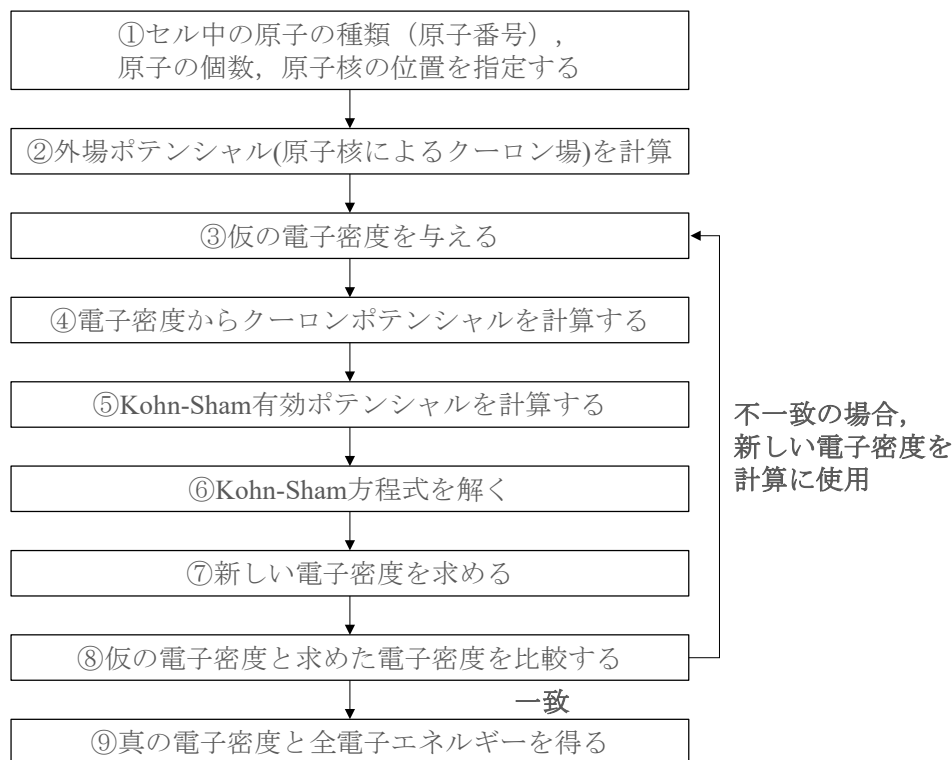 ①セル中の原子の種類（原子番号）,
原子の個数, 原子核の位置を指定する
②外場ポテンシャル(原子核によるクーロン場)を計算
③仮の電子密度を与える
④電子密度からクーロンポテンシャルを計算する
⑤Kohn-Sham有効ポテンシャルを計算する
不一致の場合,
新しい電子密度を
計算に使用
⑥Kohn-Sham方程式を解く
⑦新しい電子密度を求める
⑧仮の電子密度と求めた電子密度を比較する
一致
⑨真の電子密度と全電子エネルギーを得る